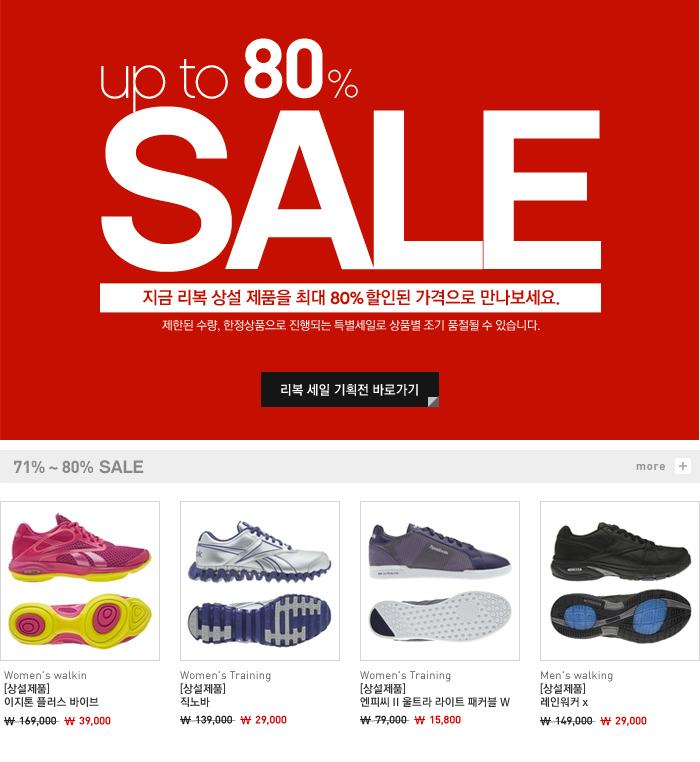 up to 80%
SALE
지금 리복 상설 제품을 최대 80%할인된 가격으로 만나보세요.
제한된 수량, 한정상품으로 진행되는 특별세일로 상품별 조기 품절될 수 있습니다.
리복 세일 기획전 바로가기
71% ~ 80% SALE
more +
Women's walkin
[상설제품]
이지톤 플러스 바이브
₩ 169,000 ₩ 39,000
Women's Training
[상설제품]
직노바
₩ 139,000 ₩ 29,000
Reebok
Women's Training
[상설제품]
엔피씨 II 울트라 라이트 패커블 W
₩ 79,000 ₩ 15,800
Men's walking
[상설제품]
레인워커 x
₩ 149,000 ₩ 29,000